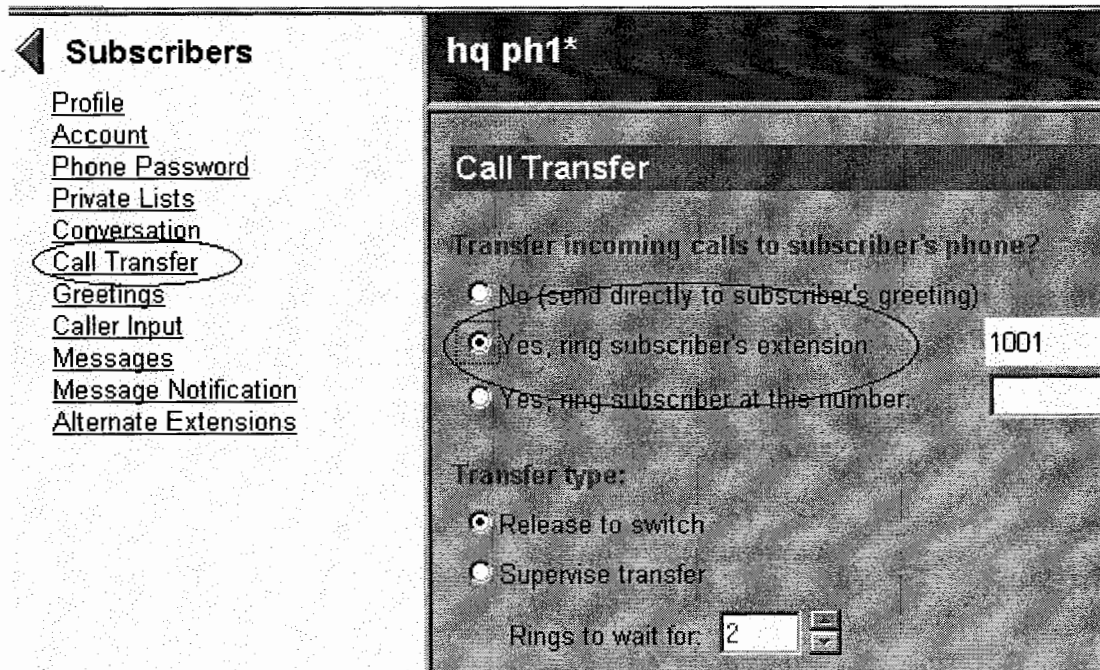 Subscribers
Profile
Account
Phone Password
Private Lists
Conversation
Call Transfer
Greetings
Caller Input
Messages
Message Notification
Alternate Extensions
hq ph1*
Call Transfer
Transfer incoming calls to subscriber's phone?
No (send directly to subscriber's greeting)
Yes, ring subscriber's extension: 1001
Yes, ring subscriber at this number:
Transfer type:
Release to switch
Supervise transfer
Rings to wait for: 2